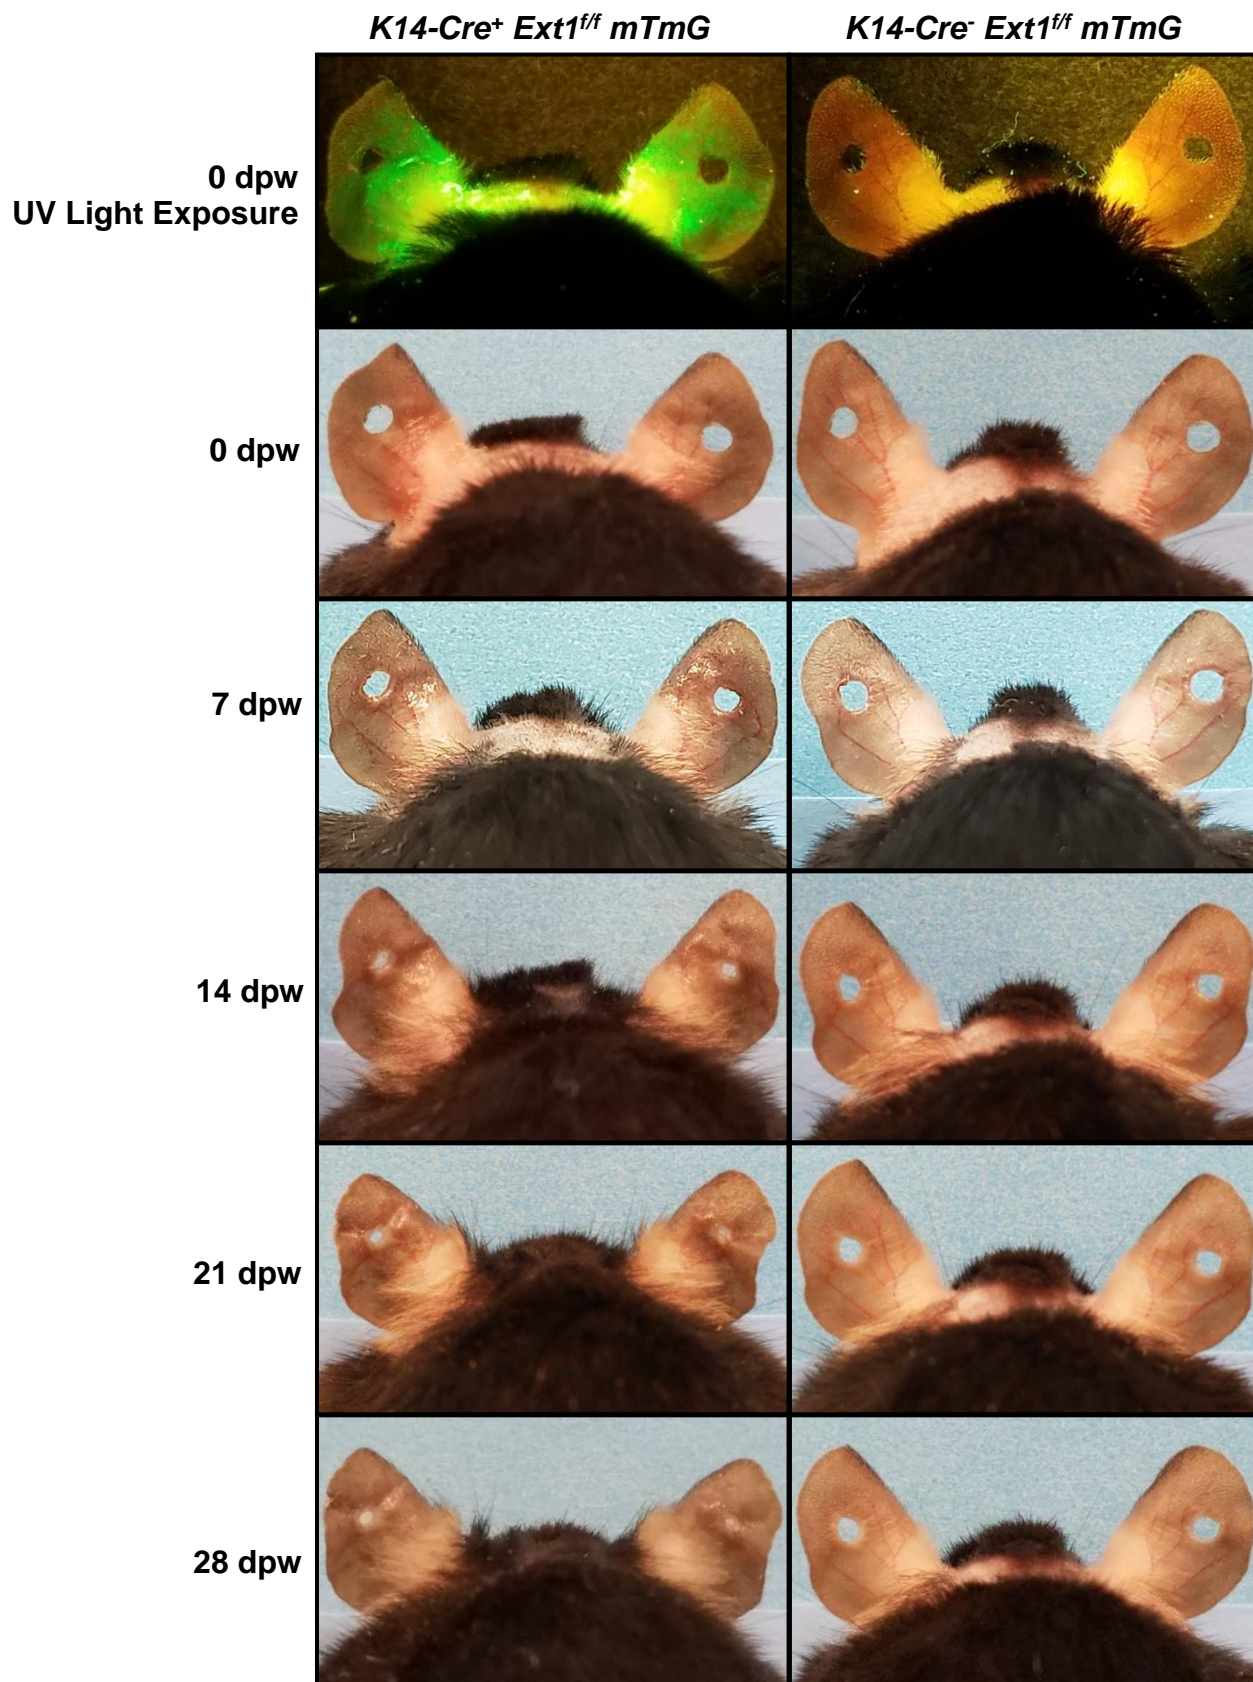 K14-Cre⁺ Ext1ᶠ/ᶠ mTmG
K14-Cre⁻ Ext1ᶠ/ᶠ mTmG
0 dpw
UV Light Exposure
0 dpw
7 dpw
14 dpw
21 dpw
28 dpw